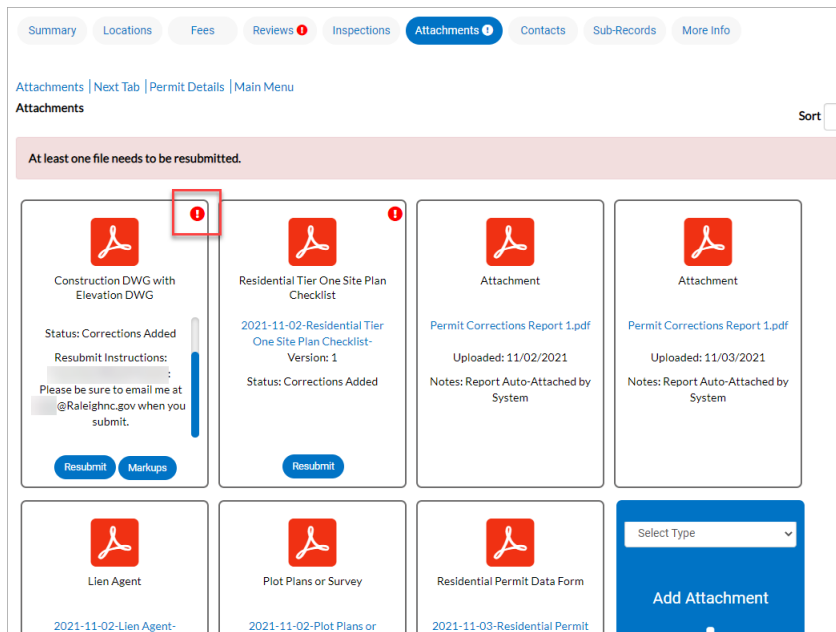 Summary
Locations
Fees
Reviews
Inspections
Attachments
Contacts
Sub-Records
More Info
Attachments | Next Tab | Permit Details | Main Menu
Attachments
Sort
At least one file needs to be resubmitted.
Construction DWG with
Elevation DWG
Status: Corrections Added
Resubmit Instructions:
:
Please be sure to email me at
@Raleighnc.gov when you
submit.
Resubmit
Markups
Residential Tier One Site Plan
Checklist
2021-11-02-Residential Tier
One Site Plan Checklist-
Version: 1
Status: Corrections Added
Resubmit
Attachment
Permit Corrections Report 1.pdf
Uploaded: 11/02/2021
Notes: Report Auto-Attached by
System
Attachment
Permit Corrections Report 1.pdf
Uploaded: 11/03/2021
Notes: Report Auto-Attached by
System
Lien Agent
2021-11-02-Lien Agent-
Plot Plans or Survey
2021-11-02-Plot Plans or
Residential Permit Data Form
2021-11-03-Residential Permit
Select Type
Add Attachment